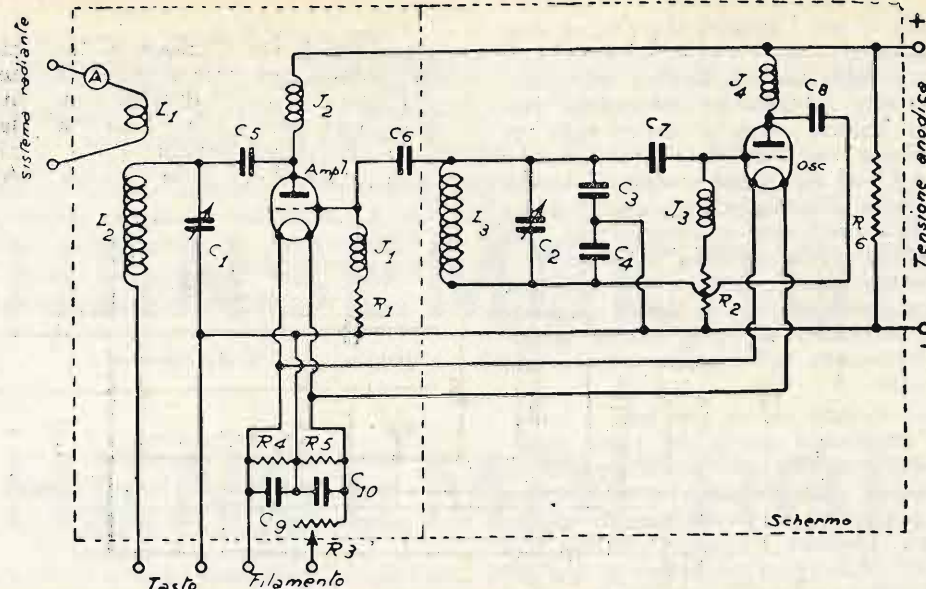 sistema radiante
A
L1
L2
C5
C1
J2
Ampl.
C6
J1
R1
L3
C2
C3
C4
C7
J3
R2
J4
C8
Osc
R6
+
Tensione anodica
-
R4
R5
C9
C10
R3
Schermo
Tasto
Filamento